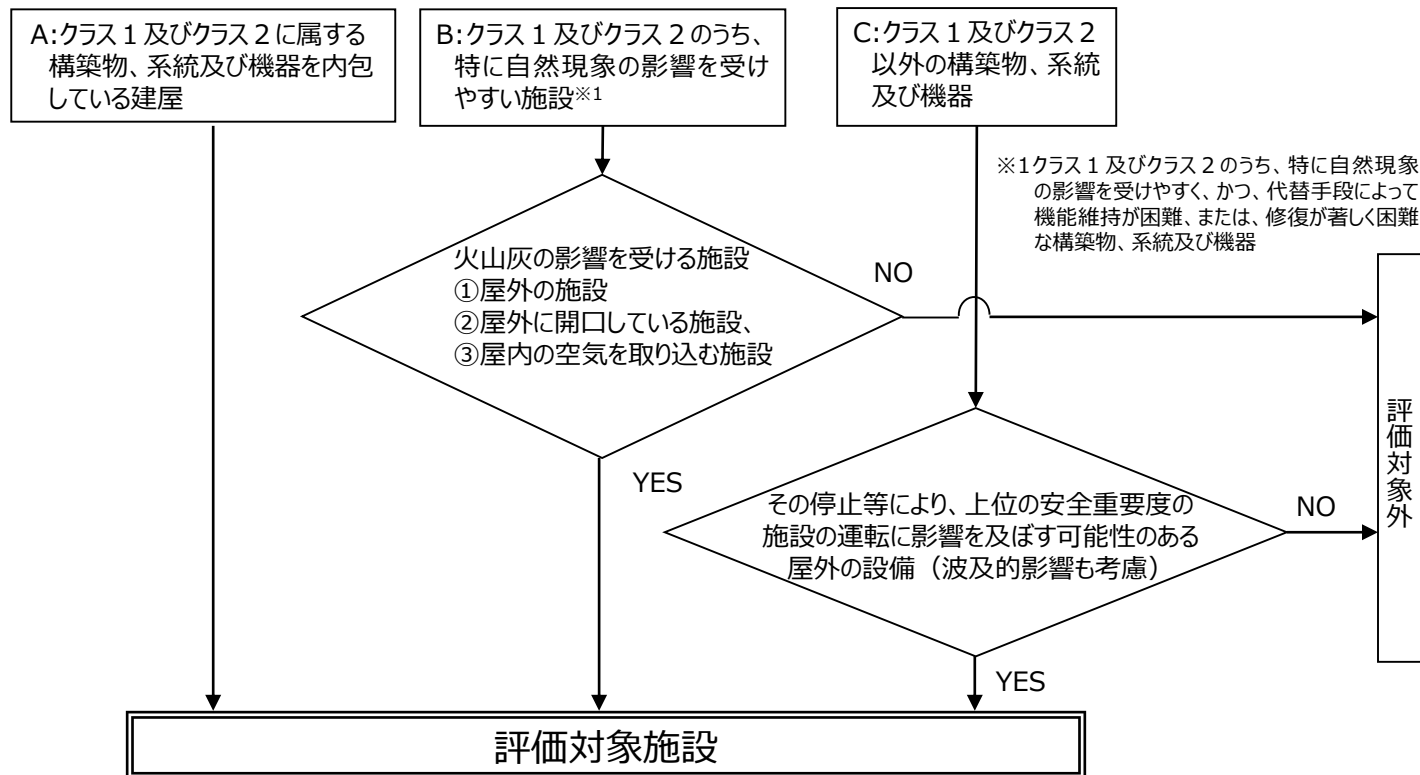 A:クラス1及びクラス2に属する
構築物、系統及び機器を内包
している建屋
B:クラス1及びクラス2のうち、
特に自然現象の影響を受け
やすい施設※1
C:クラス1及びクラス2
以外の構築物、系統
及び機器
※1クラス1及びクラス2のうち、特に自然現象
の影響を受けやすく、かつ、代替手段によって
機能維持が困難、または、修復が著しく困難
な構築物、系統及び機器
火山灰の影響を受ける施設
①屋外の施設
②屋外に開口している施設、
③屋内の空気を取り込む施設
NO
YES
その停止等により、上位の安全重要度の
施設の運転に影響を及ぼす可能性のある
屋外の設備（波及的影響も考慮）
NO
YES
評価対象外
評価対象施設